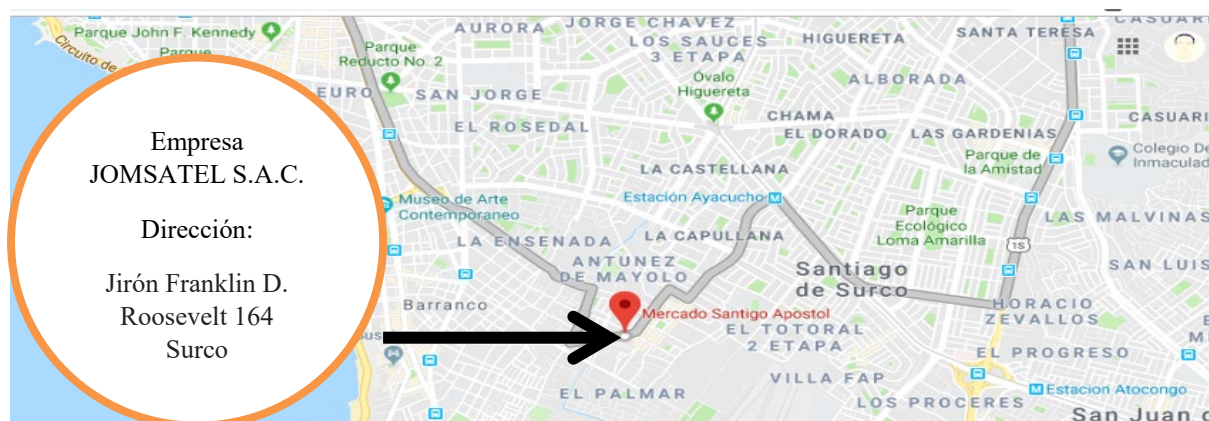 Empresa
JOMSATEL S.A.C.
Dirección:
Jirón Franklin D.
Roosevelt 164
Surco
Parque John F. Kennedy
Parque
Circuito de
Parque
Reducto No. 2
AURORA
JORGE CHAVEZ
LOS SAUCES
3 ETAPA
HIGUERETA
SANTA TERESA
CASUARI
EURO
SAN JORGE
Óvalo
Higuereta
ALBORADA
EL ROSEDAL
CHAMA
EL DORADO
LAS GARDENIAS
CASUARI
Parque de
la Amistad
Colegio De
Inmaculad
LA CASTELLANA
Museo de Arte
Contemporaneo
Estación Ayacucho
Parque
Ecológico
Loma Amarilla
LAS MALVINAS
LA ENSENADA
LA CAPULLANA
1S
ANTUNEZ
DE MAYOLO
Santiago
de Surco
SAN LUIS
Barranco
Mercado Santigo Apostol
HORACIO
ZEVALLOS
EL TOTORAL
2 ETAPA
EL PROGRESO
EL PALMAR
VILLA FAP
LOS PROCERES
Estacion Atocongo
San Juan d